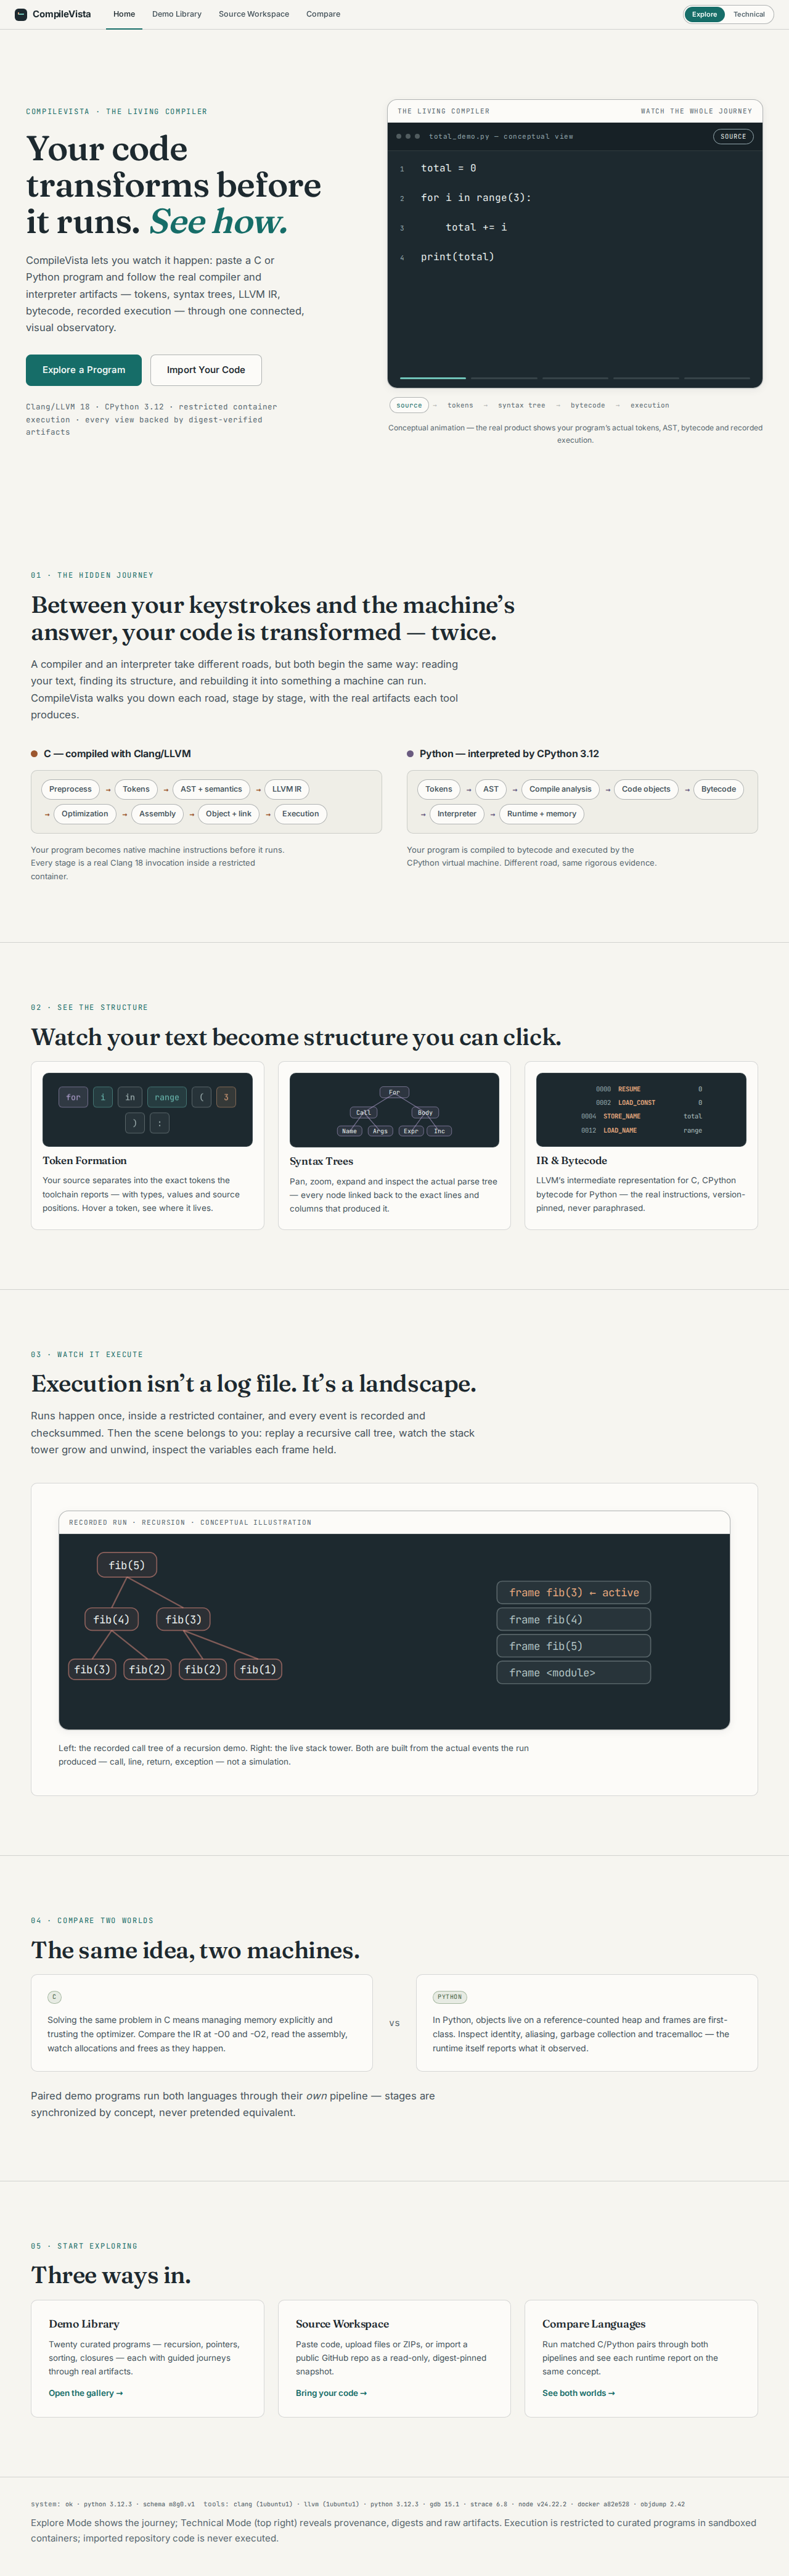 CompileVista
Home
Demo Library
Source Workspace
Compare
Explore
Technical
COMPILEVISTA · THE LIVING COMPILER
Your code
transforms before
it runs. See how.
CompileVista lets you watch it happen: paste a C or
Python program and follow the real compiler and
interpreter artifacts — tokens, syntax trees, LLVM IR,
bytecode, recorded execution — through one connected,
visual observatory.
Explore a Program
Import Your Code
Clang/LLVM 18 · CPython 3.12 · restricted container
execution · every view backed by digest-verified
artifacts
THE LIVING COMPILER
WATCH THE WHOLE JOURNEY
total_demo.py — conceptual view
SOURCE
1 total = 0
2 for i in range(3):
3 total += i
4 print(total)
source → tokens → syntax tree → bytecode → execution
Conceptual animation — the real product shows your program's actual tokens, AST, bytecode and recorded
execution.
01 · THE HIDDEN JOURNEY
Between your keystrokes and the machine’s
answer, your code is transformed — twice.
A compiler and an interpreter take different roads, but both begin the same way: reading
your text, finding its structure, and rebuilding it into something a machine can run.
CompileVista walks you down each road, stage by stage, with the real artifacts each tool
produces.
C — compiled with Clang/LLVM
Preprocess → Tokens → AST + semantics → LLVM IR
→ Optimization → Assembly → Object + link → Execution
Your program becomes native machine instructions before it runs.
Every stage is a real Clang 18 invocation inside a restricted
container.
Python — interpreted by CPython 3.12
Tokens → AST → Compile analysis → Code objects → Bytecode
→ Interpreter → Runtime + memory
Your program is compiled to bytecode and executed by the
CPython virtual machine. Different road, same rigorous evidence.
02 · SEE THE STRUCTURE
Watch your text become structure you can click.
for i in range ( 3
) :
Token Formation
Your source separates into the exact tokens the
toolchain reports — with types, values and source
positions. Hover a token, see where it lives.
For
Call Body
Name Args Expr Inc
Syntax Trees
Pan, zoom, expand and inspect the actual parse tree
— every node linked back to the exact lines and
columns that produced it.
0000 RESUME 0
0002 LOAD_CONST 0
0004 STORE_NAME total
0012 LOAD_NAME range
IR & Bytecode
LLVM’s intermediate representation for C, CPython
bytecode for Python — the real instructions, version-
pinned, never paraphrased.
03 · WATCH IT EXECUTE
Execution isn’t a log file. It’s a landscape.
Runs happen once, inside a restricted container, and every event is recorded and
checksummed. Then the scene belongs to you: replay a recursive call tree, watch the stack
tower grow and unwind, inspect the variables each frame held.
RECORDED RUN · RECURSION · CONCEPTUAL ILLUSTRATION
fib(5)
fib(4) fib(3)
fib(3) fib(2) fib(2) fib(1)
frame fib(3) ← active
frame fib(4)
frame fib(5)
frame <module>
Left: the recorded call tree of a recursion demo. Right: the live stack tower. Both are built from the actual events the run
produced — call, line, return, exception — not a simulation.
04 · COMPARE TWO WORLDS
The same idea, two machines.
C
Solving the same problem in C means managing memory explicitly and
trusting the optimizer. Compare the IR at -O0 and -O2, read the assembly,
watch allocations and frees as they happen.
VS
PYTHON
In Python, objects live on a reference-counted heap and frames are first-
class. Inspect identity, aliasing, garbage collection and tracemalloc — the
runtime itself reports what it observed.
Paired demo programs run both languages through their own pipeline — stages are
synchronized by concept, never pretended equivalent.
05 · START EXPLORING
Three ways in.
Demo Library
Twenty curated programs — recursion, pointers,
sorting, closures — each with guided journeys
through real artifacts.
Open the gallery →
Source Workspace
Paste code, upload files or ZIPs, or import a
public GitHub repo as a read-only, digest-pinned
snapshot.
Bring your code →
Compare Languages
Run matched C/Python pairs through both
pipelines and see each runtime report on the
same concept.
See both worlds →
system: ok · python 3.12.3 · schema m8g8.v1 tools: clang (1ubuntu1) · llvm (1ubuntu1) · python 3.12.3 · gdb 15.1 · strace 6.8 · node v24.22.2 · docker a82e528 · objdump 2.42
Explore Mode shows the journey; Technical Mode (top right) reveals provenance, digests and raw artifacts. Execution is restricted to curated programs in sandboxed
containers; imported repository code is never executed.